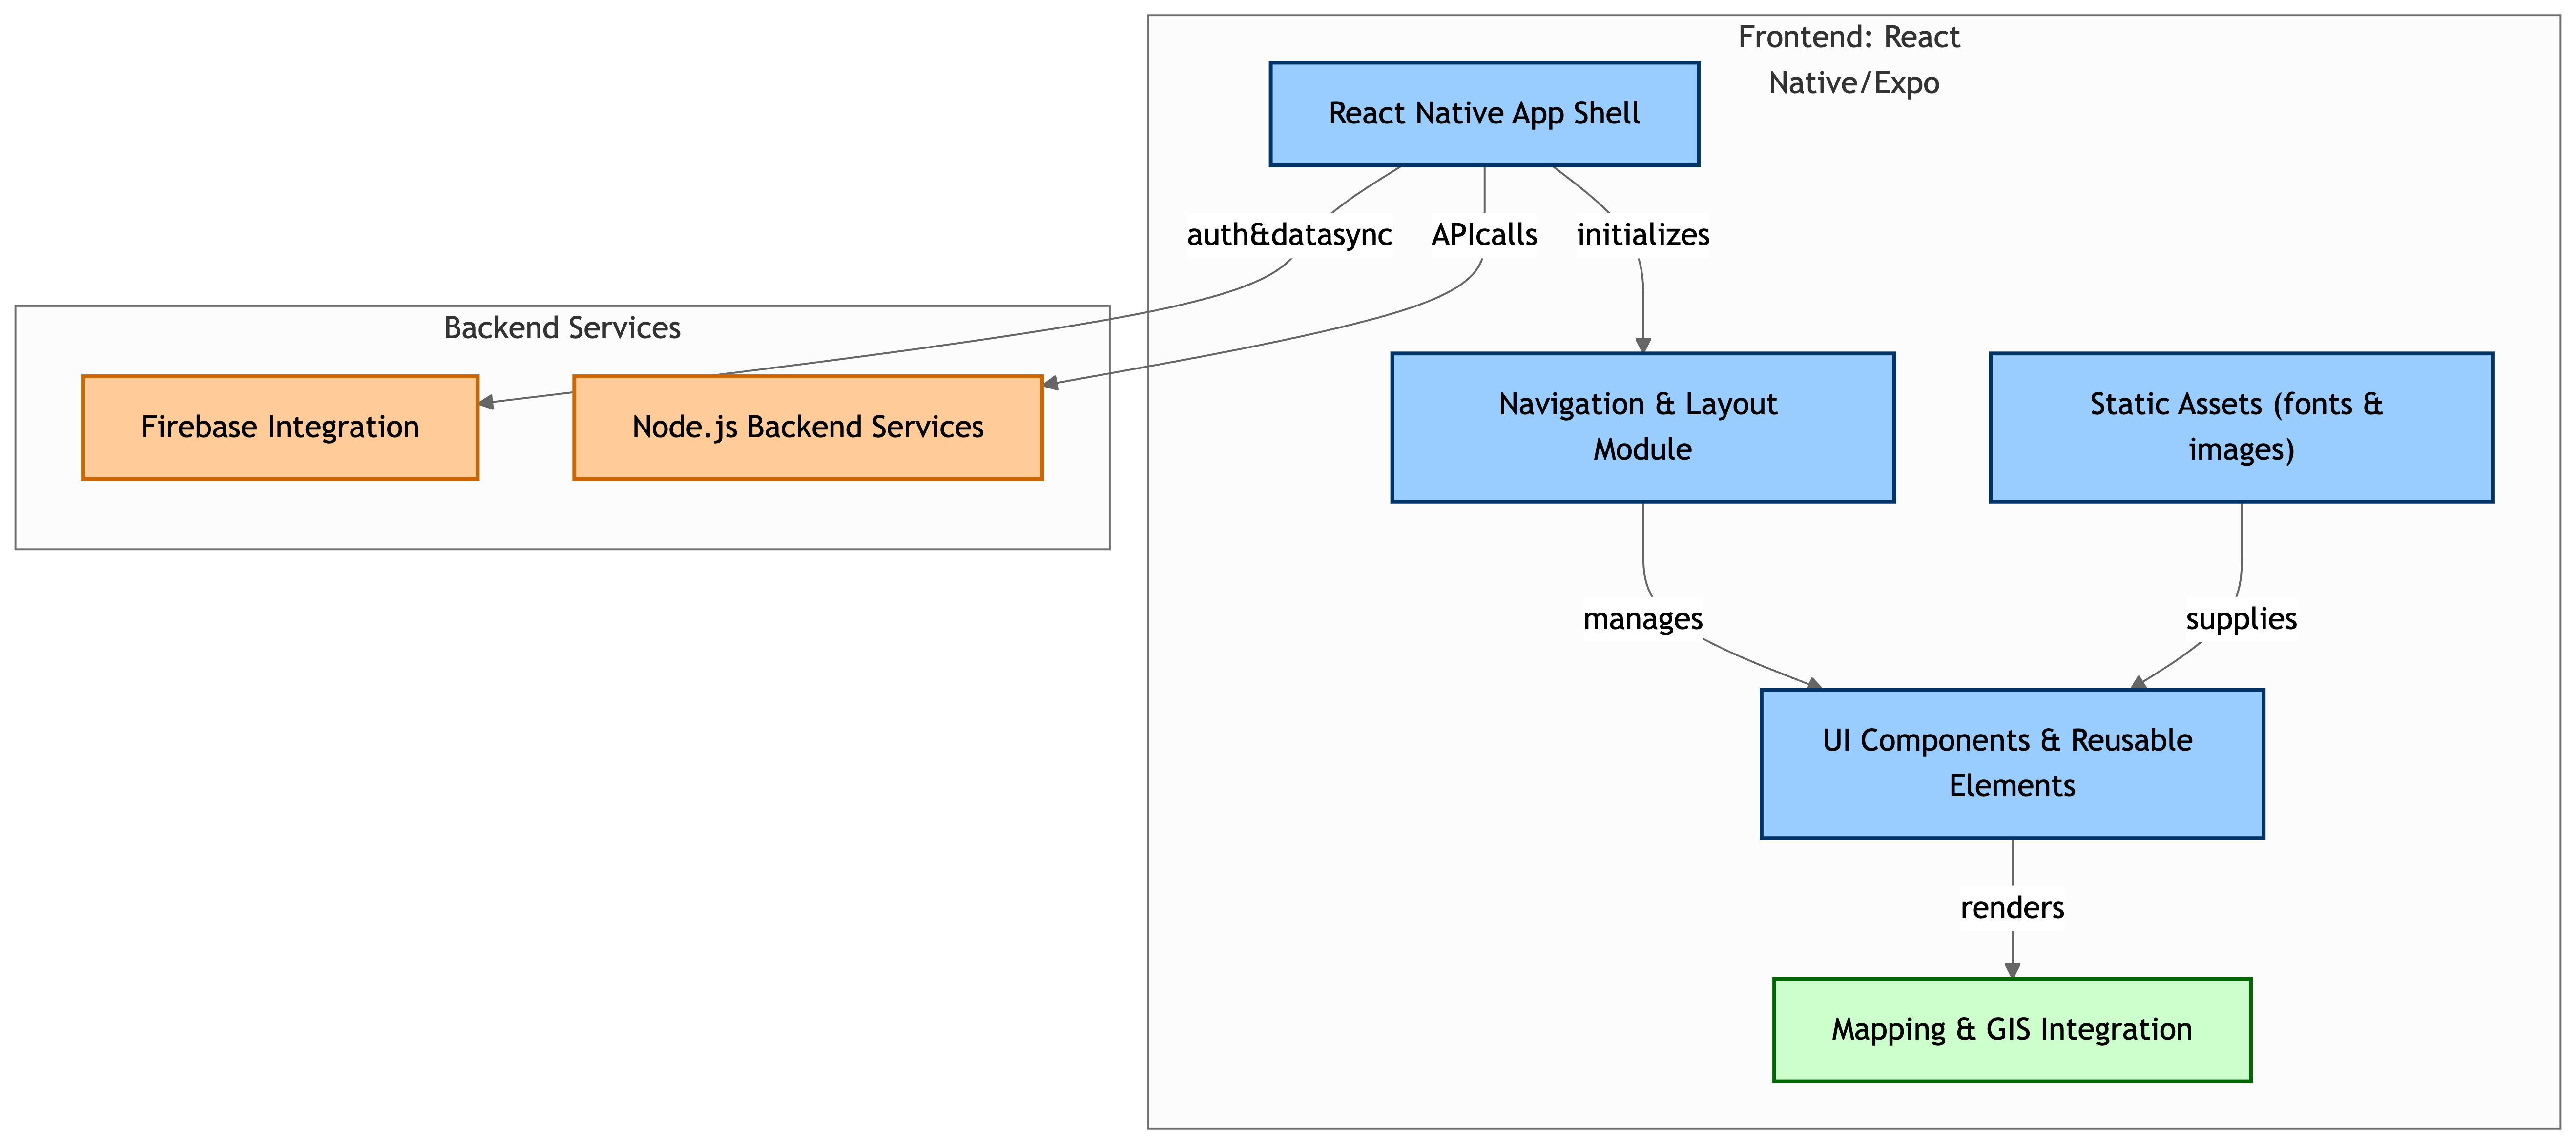 Frontend: React
Native/Expo
React Native App Shell
auth&datasync
APIcalls
initializes
Backend Services
Firebase Integration
Node.js Backend Services
Navigation & Layout
Module
Static Assets (fonts &
images)
manages
supplies
UI Components & Reusable
Elements
renders
Mapping & GIS Integration